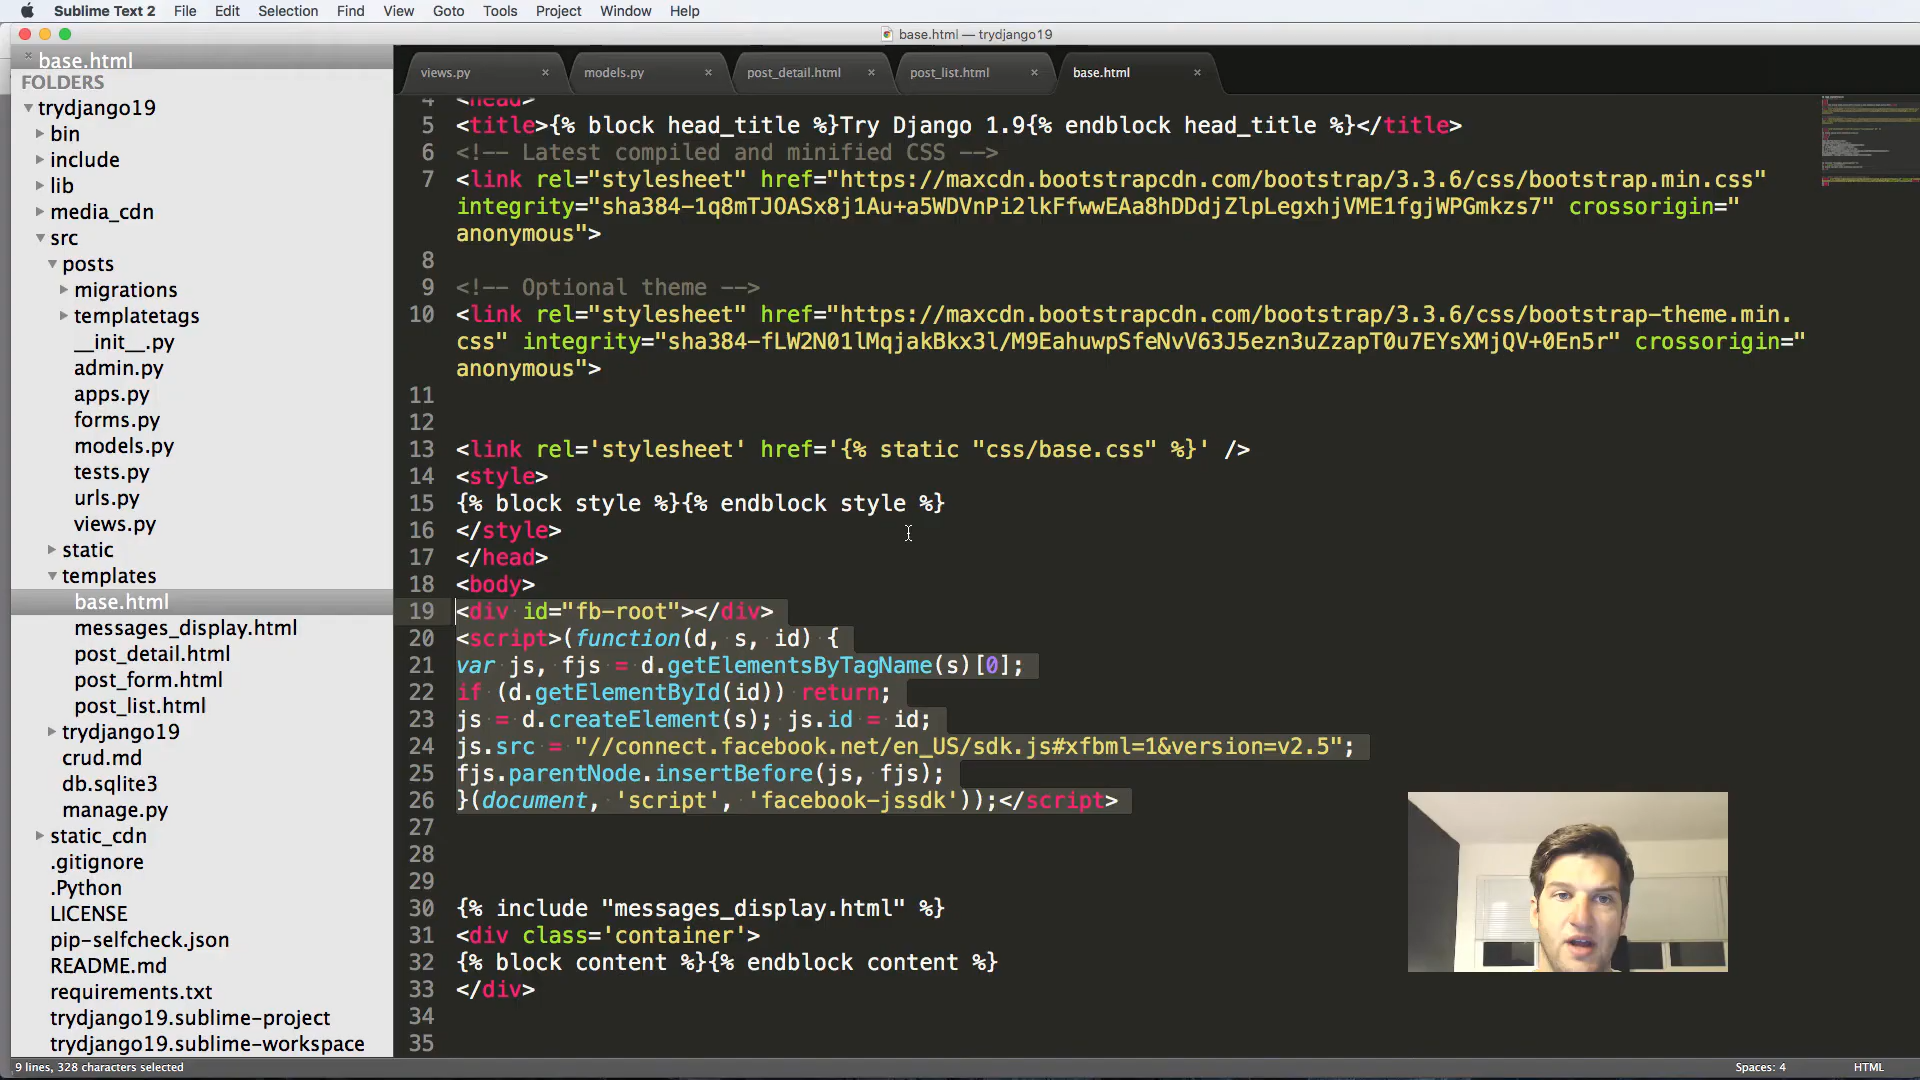 Sublime Text 2 File Edit Selection Find View Goto Tools Project Window Help
base.html — trydjango19
× base.html
FOLDERS
trydjango19
bin
include
lib
media_cdn
src
posts
migrations
templatetags
__init__.py
admin.py
apps.py
forms.py
models.py
tests.py
urls.py
views.py
static
templates
base.html
messages_display.html
post_detail.html
post_form.html
post_list.html
trydjango19
crud.md
db.sqlite3
manage.py
static_cdn
.gitignore
.Python
LICENSE
pip-selfcheck.json
README.md
requirements.txt
trydjango19.sublime-project
trydjango19.sublime-workspace
views.py × models.py × post_detail.html × post_list.html × base.html ×
4 <head>
5 <title>{% block head_title %}Try Django 1.9{% endblock head_title %}</title>
6 <!-- Latest compiled and minified CSS -->
7 <link rel="stylesheet" href="https://maxcdn.bootstrapcdn.com/bootstrap/3.3.6/css/bootstrap.min.css"
integrity="sha384-1q8mTJOASx8j1Au+a5WDVnPi2lkFfwwEAa8hDDdjZlpLegxhjVME1fgjWPGmkzs7" crossorigin="
anonymous">
8
9 <!-- Optional theme -->
10 <link rel="stylesheet" href="https://maxcdn.bootstrapcdn.com/bootstrap/3.3.6/css/bootstrap-theme.min.
css" integrity="sha384-fLW2N01lMqjakBkx3l/M9EahuwpSfeNvV63J5ezn3uZzapT0u7EYsXMjQV+0En5r" crossorigin="
anonymous">
11
12
13 <link rel='stylesheet' href='{% static "css/base.css" %}' />
14 <style>
15 {% block style %}{% endblock style %}
16 </style>
17 </head>
18 <body>
19 <div id="fb-root"></div>
20 <script>(function(d, s, id) {
21 var js, fjs = d.getElementsByTagName(s)[0];
22 if (d.getElementById(id)) return;
23 js = d.createElement(s); js.id = id;
24 js.src = "//connect.facebook.net/en_US/sdk.js#xfbml=1&version=v2.5";
25 fjs.parentNode.insertBefore(js, fjs);
26 }(document, 'script', 'facebook-jssdk'));</script>
27
28
29
30 {% include "messages_display.html" %}
31 <div class='container'>
32 {% block content %}{% endblock content %}
33 </div>
34
35
9 lines, 328 characters selected
Spaces: 4 HTML